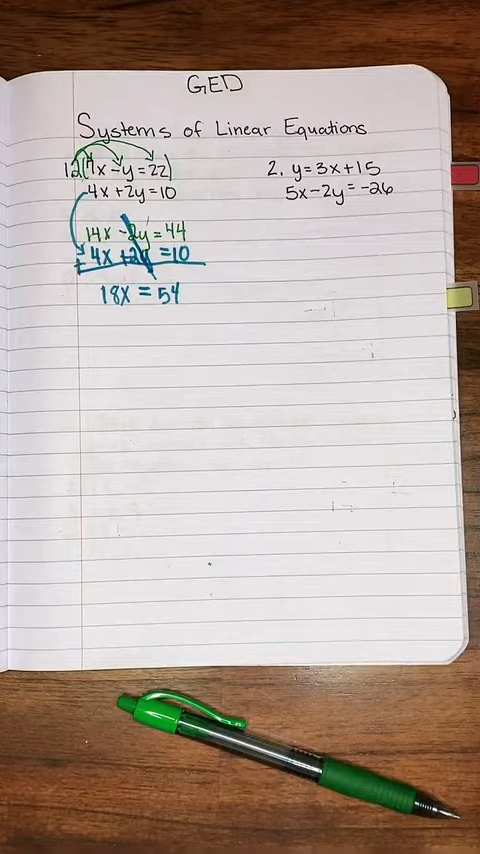 GED
Systems of Linear Equations
1 2(7x-y=22)
4x+2y=10
14x -2y=44
+ 4x +2y =10
18x = 54
2. y=3x+15
5x-2y=-26